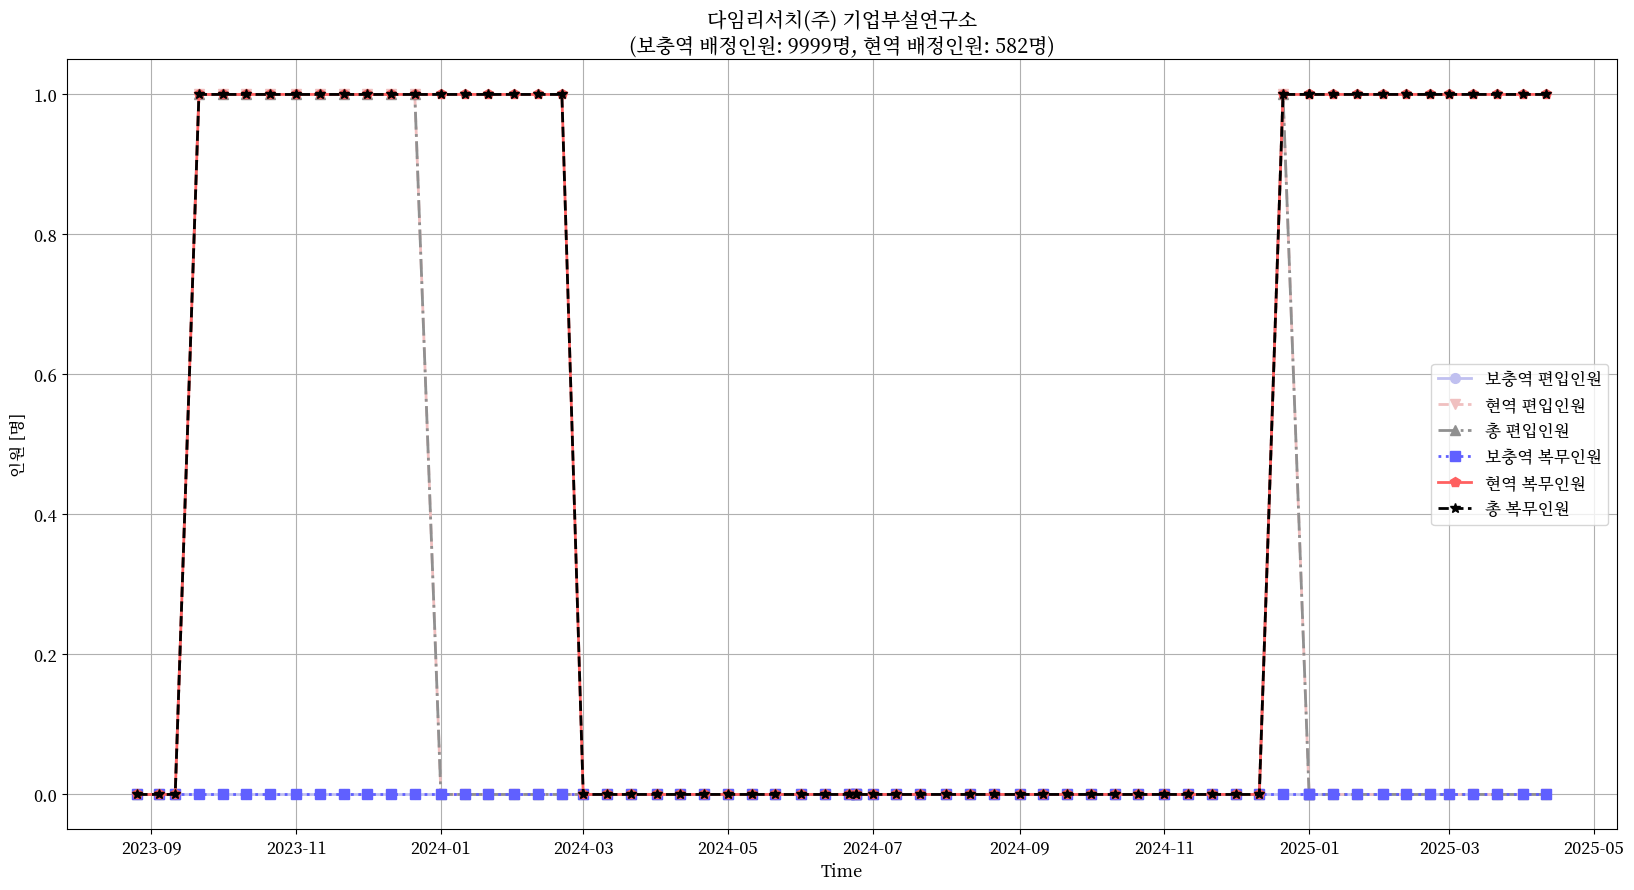 다임리서치(주) 기업부설연구소
(보충역 배정인원: 9999명, 현역 배정인원: 582명)
인원 [명]
1.0
0.8
0.6
0.4
0.2
0.0
보충역 편입인원
현역 편입인원
총 편입인원
보충역 복무인원
현역 복무인원
총 복무인원
2023-09 2023-11 2024-01 2024-03 2024-05 2024-07 2024-09 2024-11 2025-01 2025-03 2025-05
Time